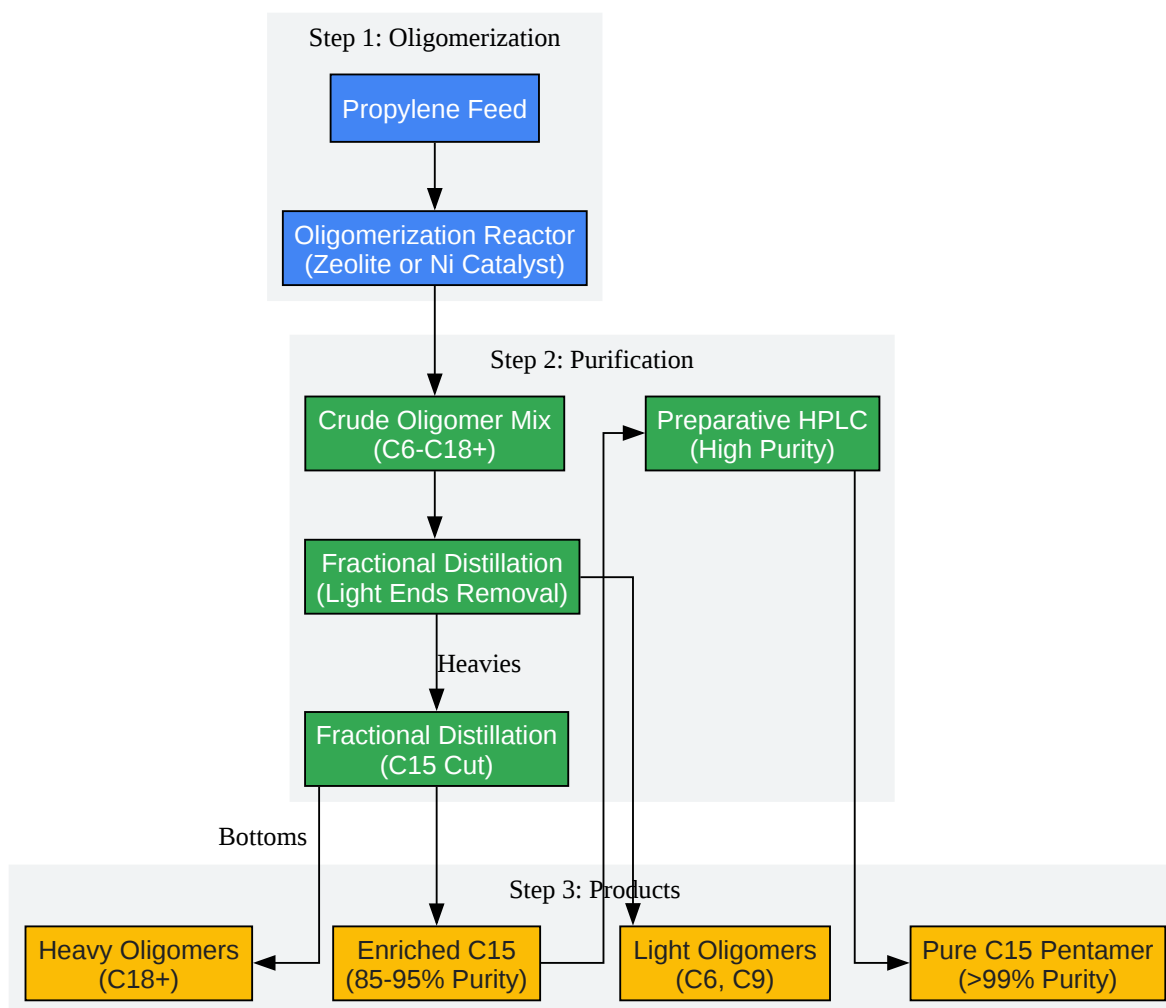 Step 1: Oligomerization
Propylene Feed
Oligomerization Reactor
(Zeolite or Ni Catalyst)
Step 2: Purification
Crude Oligomer Mix
(C6-C18+)
Preparative HPLC
(High Purity)
Fractional Distillation
(Light Ends Removal)
Heavies
Fractional Distillation
(C15 Cut)
Bottoms
Step 3: Products
Heavy Oligomers
(C18+)
Enriched C15
(85-95% Purity)
Light Oligomers
(C6, C9)
Pure C15 Pentamer
(>99% Purity)